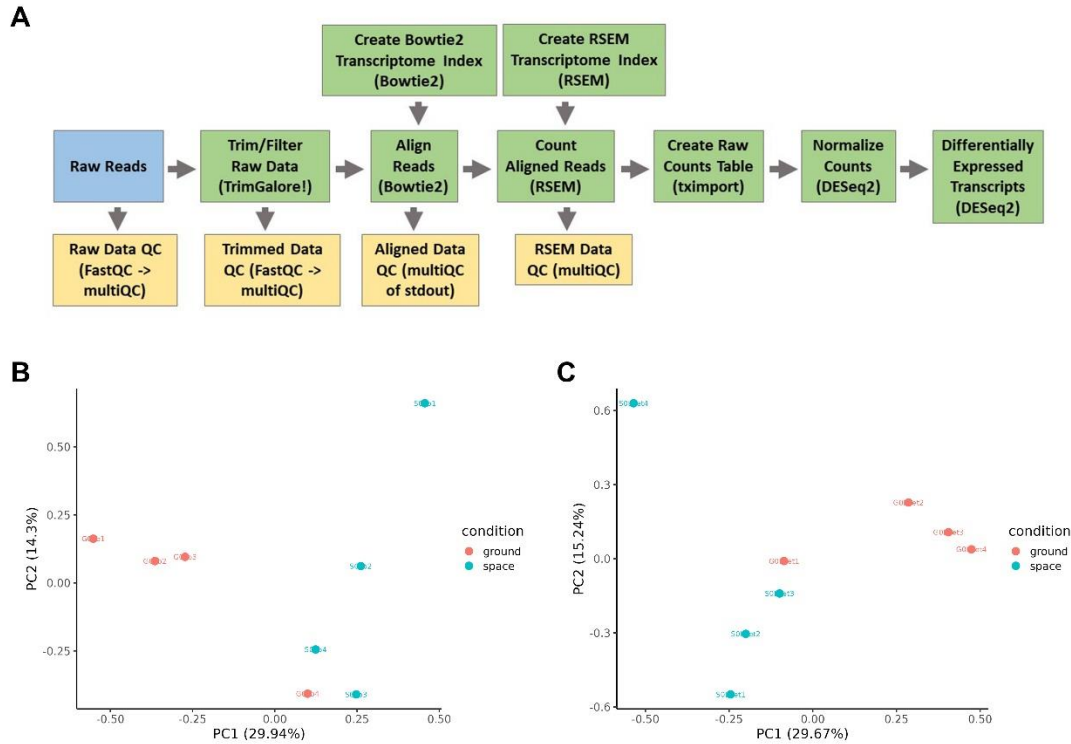 A
Create Bowtie2
Transcriptome Index
(Bowtie2)
Create RSEM
Transcriptome Index
(RSEM)
Raw Reads
Trim/Filter
Raw Data
(TrimGalore!)
Align
Reads
(Bowtie2)
Count
Aligned Reads
(RSEM)
Create Raw
Counts Table
(tximport)
Normalize
Counts
(DESeq2)
Differentially
Expressed
Transcripts
(DESeq2)
Raw Data QC
(FastQC ->
multiQC)
Trimmed Data
QC (FastQC ->
multiQC)
Aligned Data
QC (multiQC
of stdout)
RSEM Data
QC (multiQC)
B
PC2 (14.3%)
0.50
0.25
0.00
-0.25
-0.50
-0.25
0.00
0.25
0.50
PC1 (29.94%)
condition
ground
space
C
PC2 (15.24%)
0.6
0.3
0.0
-0.3
-0.6
-0.50
-0.25
0.00
0.25
0.50
PC1 (29.67%)
condition
ground
space